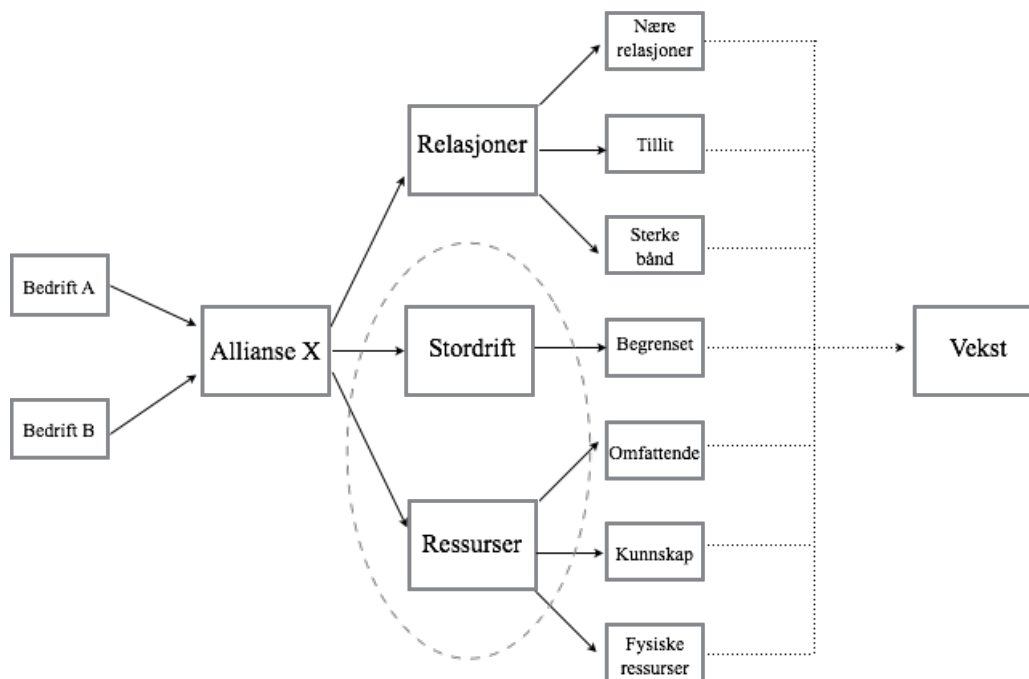 Nære
relasjoner
Relasjoner
Tillit
Sterke
bånd
Bedrift A
Allianse X
Stordrift
Begrenset
Vekst
Bedrift B
Omfattende
Ressurser
Kunnskap
Fysiske
ressurser